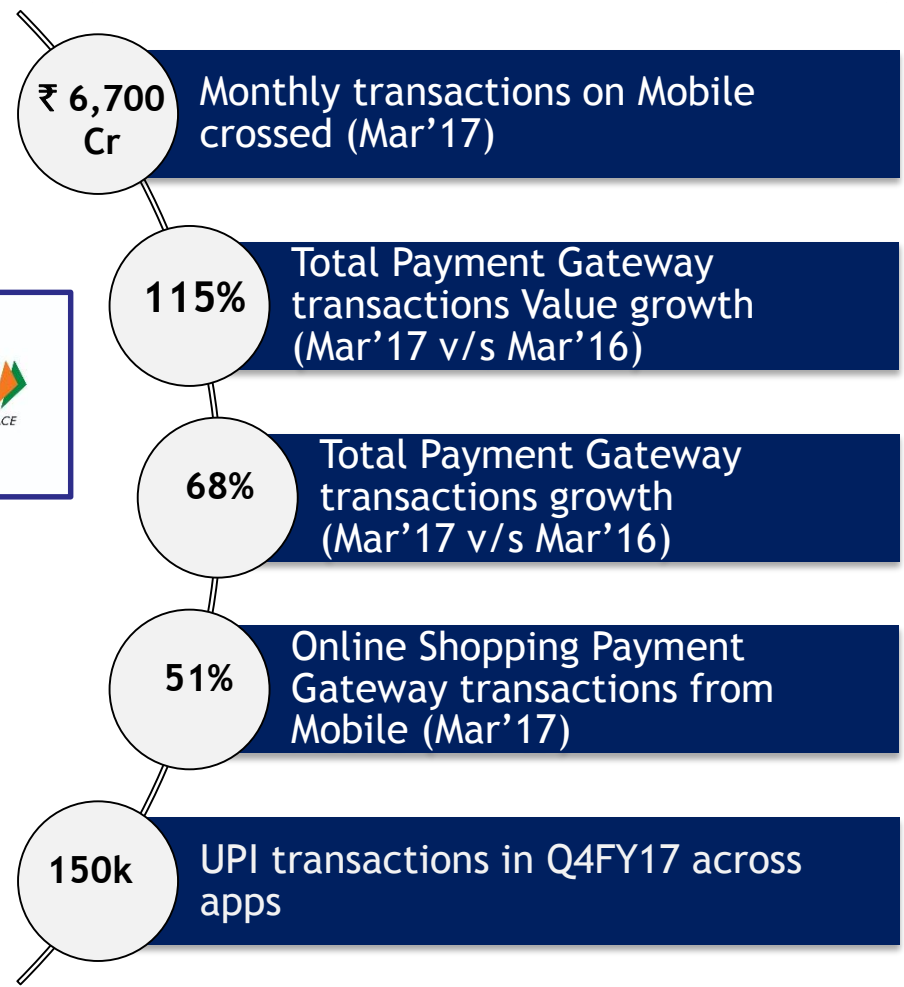 ₹ 6,700
Cr
Monthly transactions on Mobile
crossed (Mar’17)
115%
Total Payment Gateway
transactions Value growth
(Mar’17 v/s Mar’16)
68%
Total Payment Gateway
transactions growth
(Mar’17 v/s Mar’16)
51%
Online Shopping Payment
Gateway transactions from
Mobile (Mar’17)
150k
UPI transactions in Q4FY17 across
apps